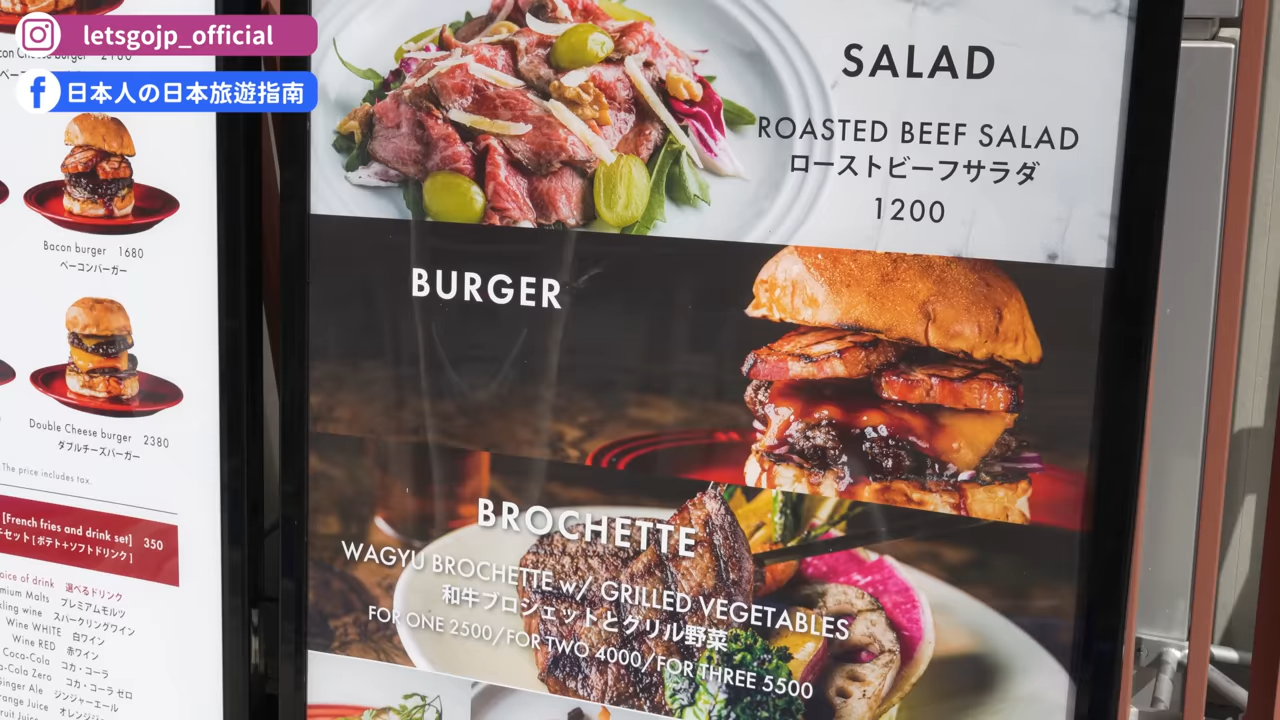 letsgojp_official
日本人の日本旅遊指南
Bacon burger 1680
ベーコンバーガー
Double Cheese burger 2380
ダブルチーズバーガー
The price includes tax.
[French fries and drink set] 350
セット [ポテト+ソフトドリンク]
of drink 選べるドリンク
Malts プレミアムモルツ
wine スパークリングワイン
Wine WHITE 白ワイン
Wine RED 赤ワイン
Coca-Cola コカ・コーラ
Zero コカ・コーラ ゼロ
Ginger Ale ジンジャーエール
Juice
SALAD
ROASTED BEEF SALAD
ローストビーフサラダ
1200
BURGER
BROCHETTE
WAGYU BROCHETTE w/ GRILLED VEGETABLES
和牛ブロシェットとグリル野菜
FOR ONE 2500/FOR TWO 4000/FOR THREE 5500